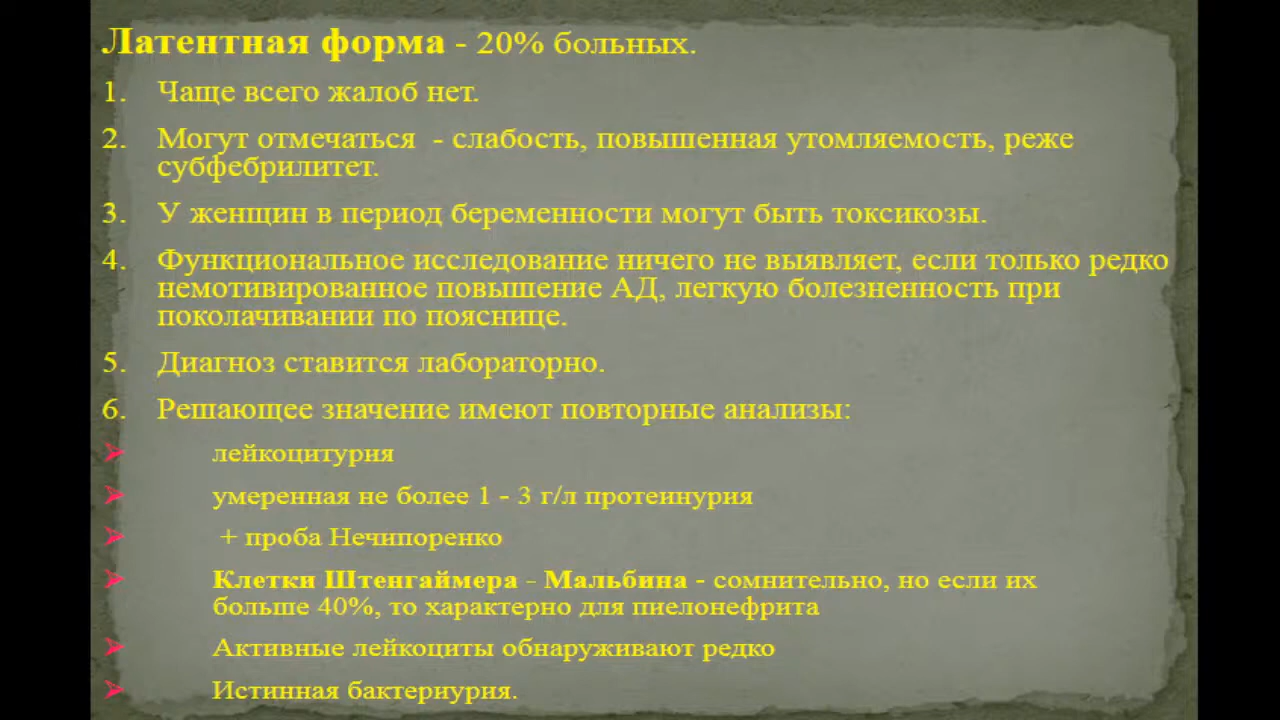 Латентная форма - 20% больных.
1. Чаще всего жалоб нет.
2. Могут отмечаться - слабость, повышенная утомляемость, реже
субфебрилитет.
3. У женщин в период беременности могут быть токсикозы.
4. Функциональное исследование ничего не выявляет, если только редко
немотивированное повышение АД, легкую болезненность при
поколачивании по пояснице.
5. Диагноз ставится лабораторно.
6. Решающее значение имеют повторные анализы:
➢ лейкоцитурия
➢ умеренная не более 1 - 3 г/л протеинурия
➢ + проба Нечипоренко
➢ Клетки Штенгаймера - Мальбина - сомнительно, но если их
больше 40%, то характерно для пиелонефрита
➢ Активные лейкоциты обнаруживают редко
➢ Истинная бактериурия.